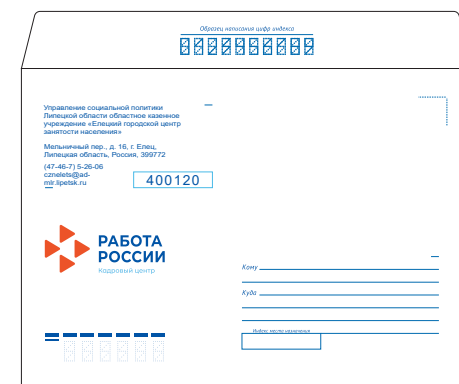 Образец написания цифр индекса
Управление социальной политики
Липецкой области областное казенное
учреждение «Елецкий городской центр
занятости населения»
Мельничный пер., д. 16, г. Елец,
Липецкая область, Россия, 399772
(47-46-7) 5-26-06
cznelets@ad-
mlr.lipetsk.ru
400120
РАБОТА
РОССИИ
Кадровый центр
Кому
Куда
Индекс места назначения